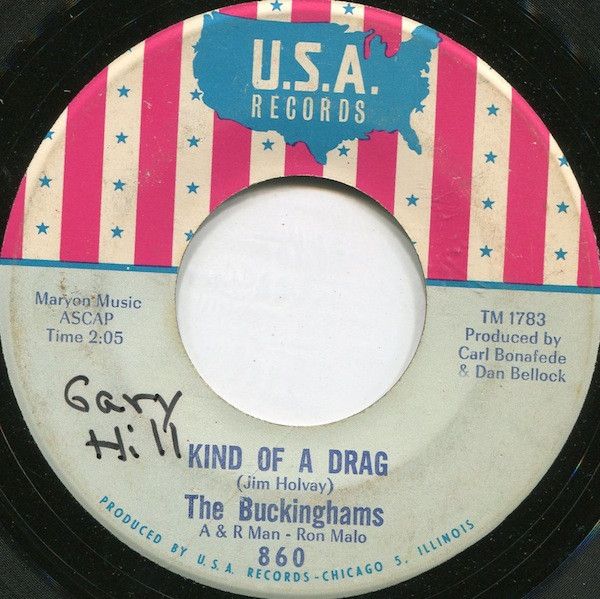 U.S.A.
RECORDS
Maryon Music
ASCAP
Time 2:05
TM 1783
Produced by
Carl Bonafede
& Dan Bellock
Gary
Hill
KIND OF A DRAG
(Jim Holvay)
The Buckinghams
A & R Man - Ron Malo
860
PRODUCED BY U.S.A. RECORDS - CHICAGO 5, ILLINOIS